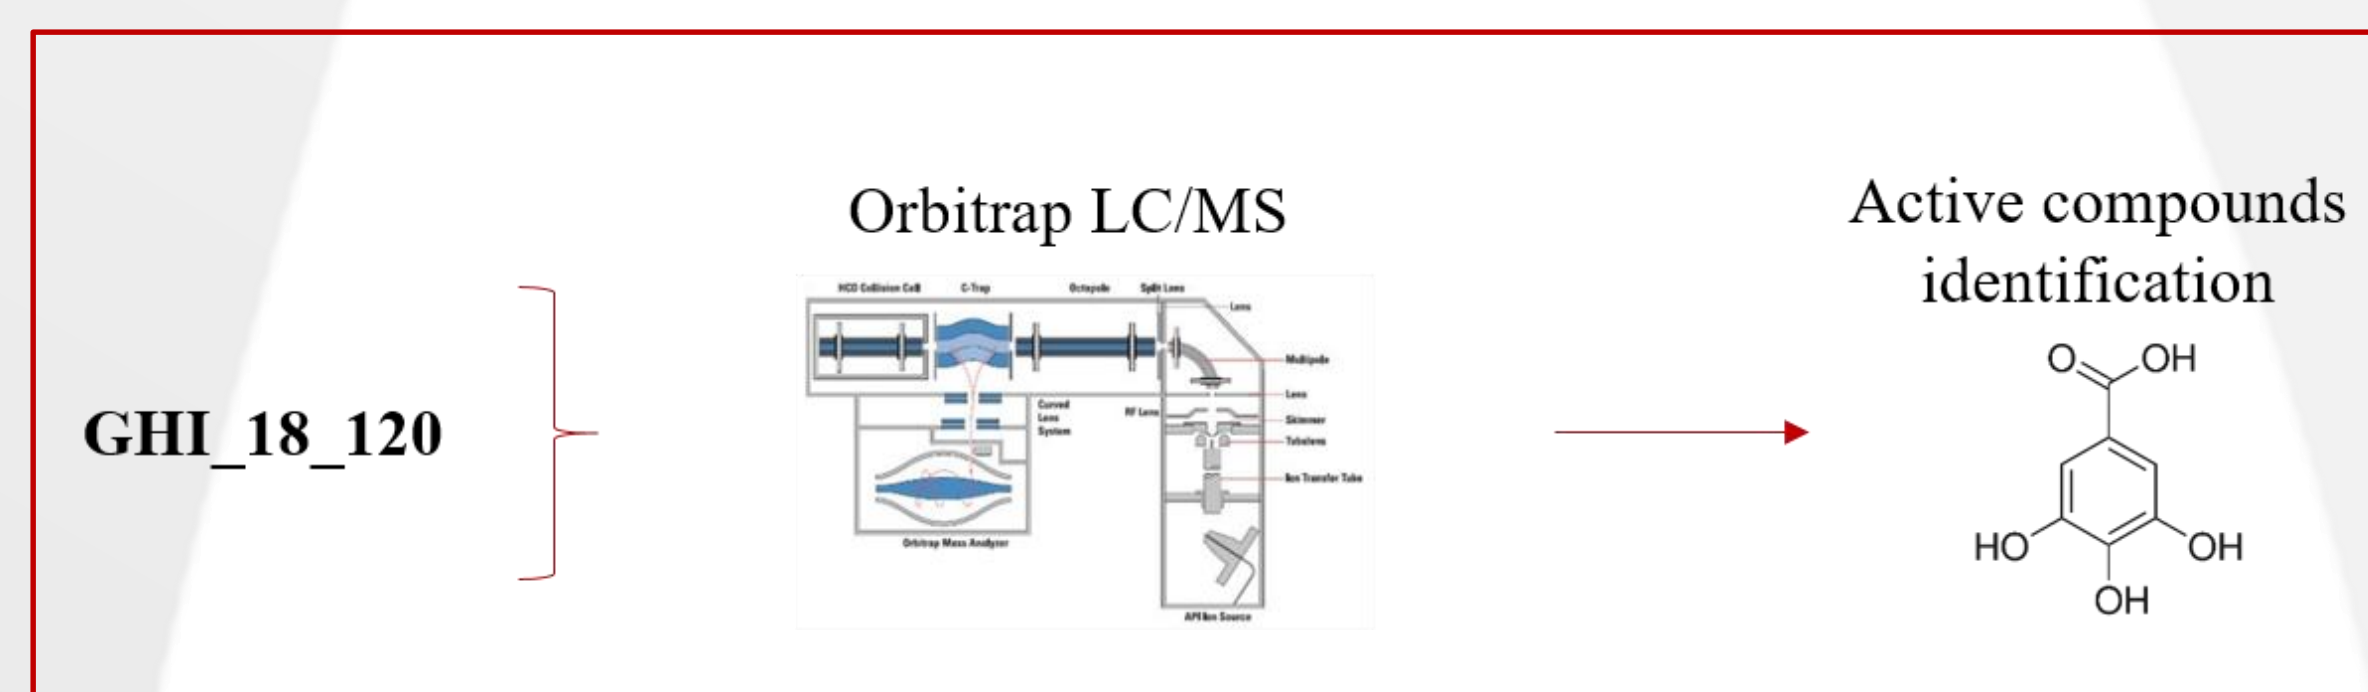 Orbitrap LC/MS
Active compounds
identification
GHI_18_120
HCD Collision Cell
C-Trap
Octapole
Split Lens
Lens
Multipole
Lens
Curved
Lens
System
RF Lens
Skimmer
Tubelens
Ion Transfer Tube
Orbitrap Mass Analyzer
API Ion Source
O
OH
HO
OH
OH